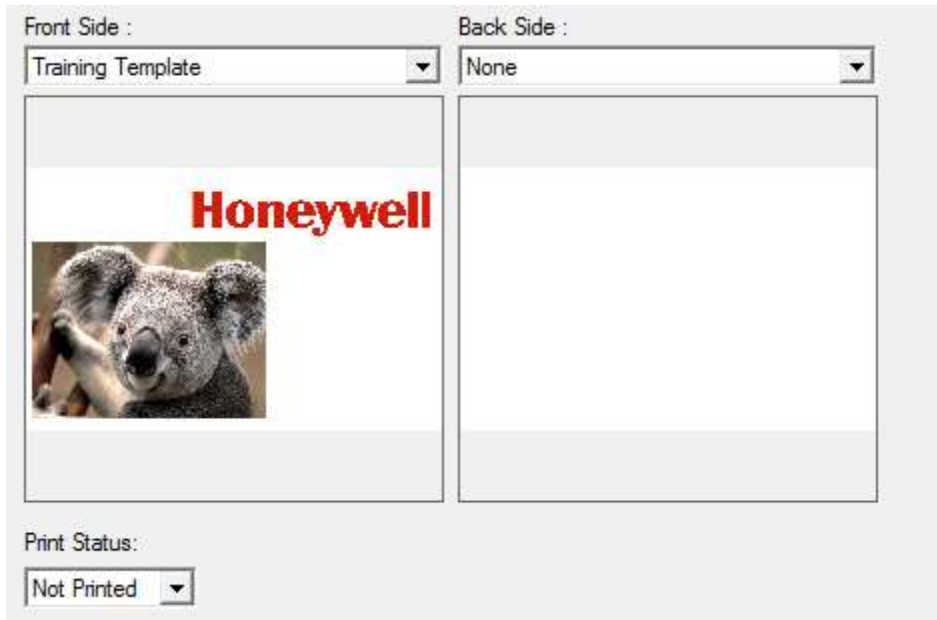 Front Side :
Back Side :
Training Template
None
Honeywell
Print Status:
Not Printed